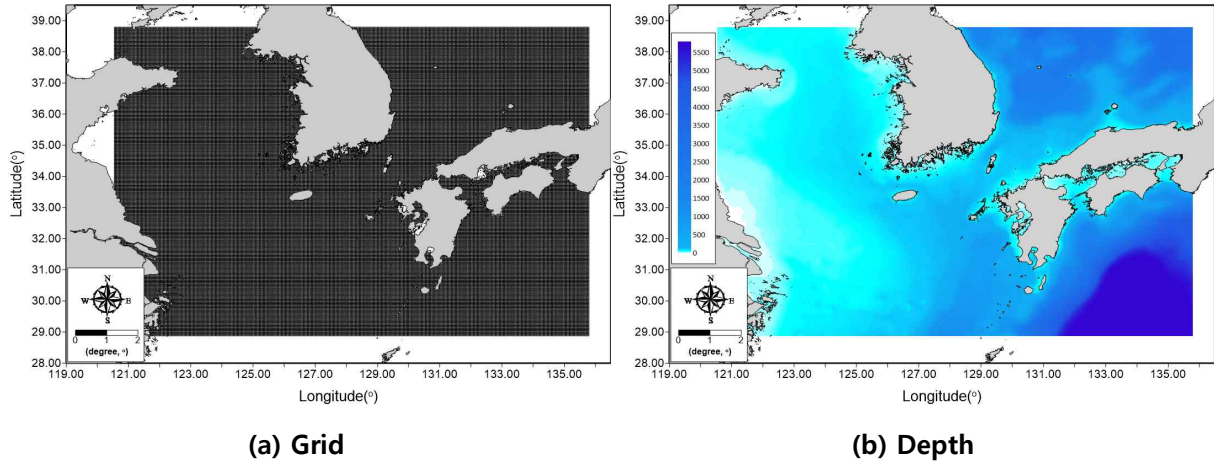 39.00
38.00
37.00
36.00
35.00
34.00
33.00
32.00
31.00
30.00
29.00
28.00
Latitude(°)
119.00 121.00 123.00 125.00 127.00 129.00 131.00 133.00 135.00
Longitude(°)
N
W E
S
0 1 2
(degree, °)
(a) Grid
39.00
38.00
37.00
36.00
35.00
34.00
33.00
32.00
31.00
30.00
29.00
28.00
Latitude(°)
5500
5000
4500
4000
3500
3000
2500
2000
1500
1000
500
0
119.00 121.00 123.00 125.00 127.00 129.00 131.00 133.00 135.00
Longitude(°)
N
W E
S
0 1 2
(degree, °)
(b) Depth